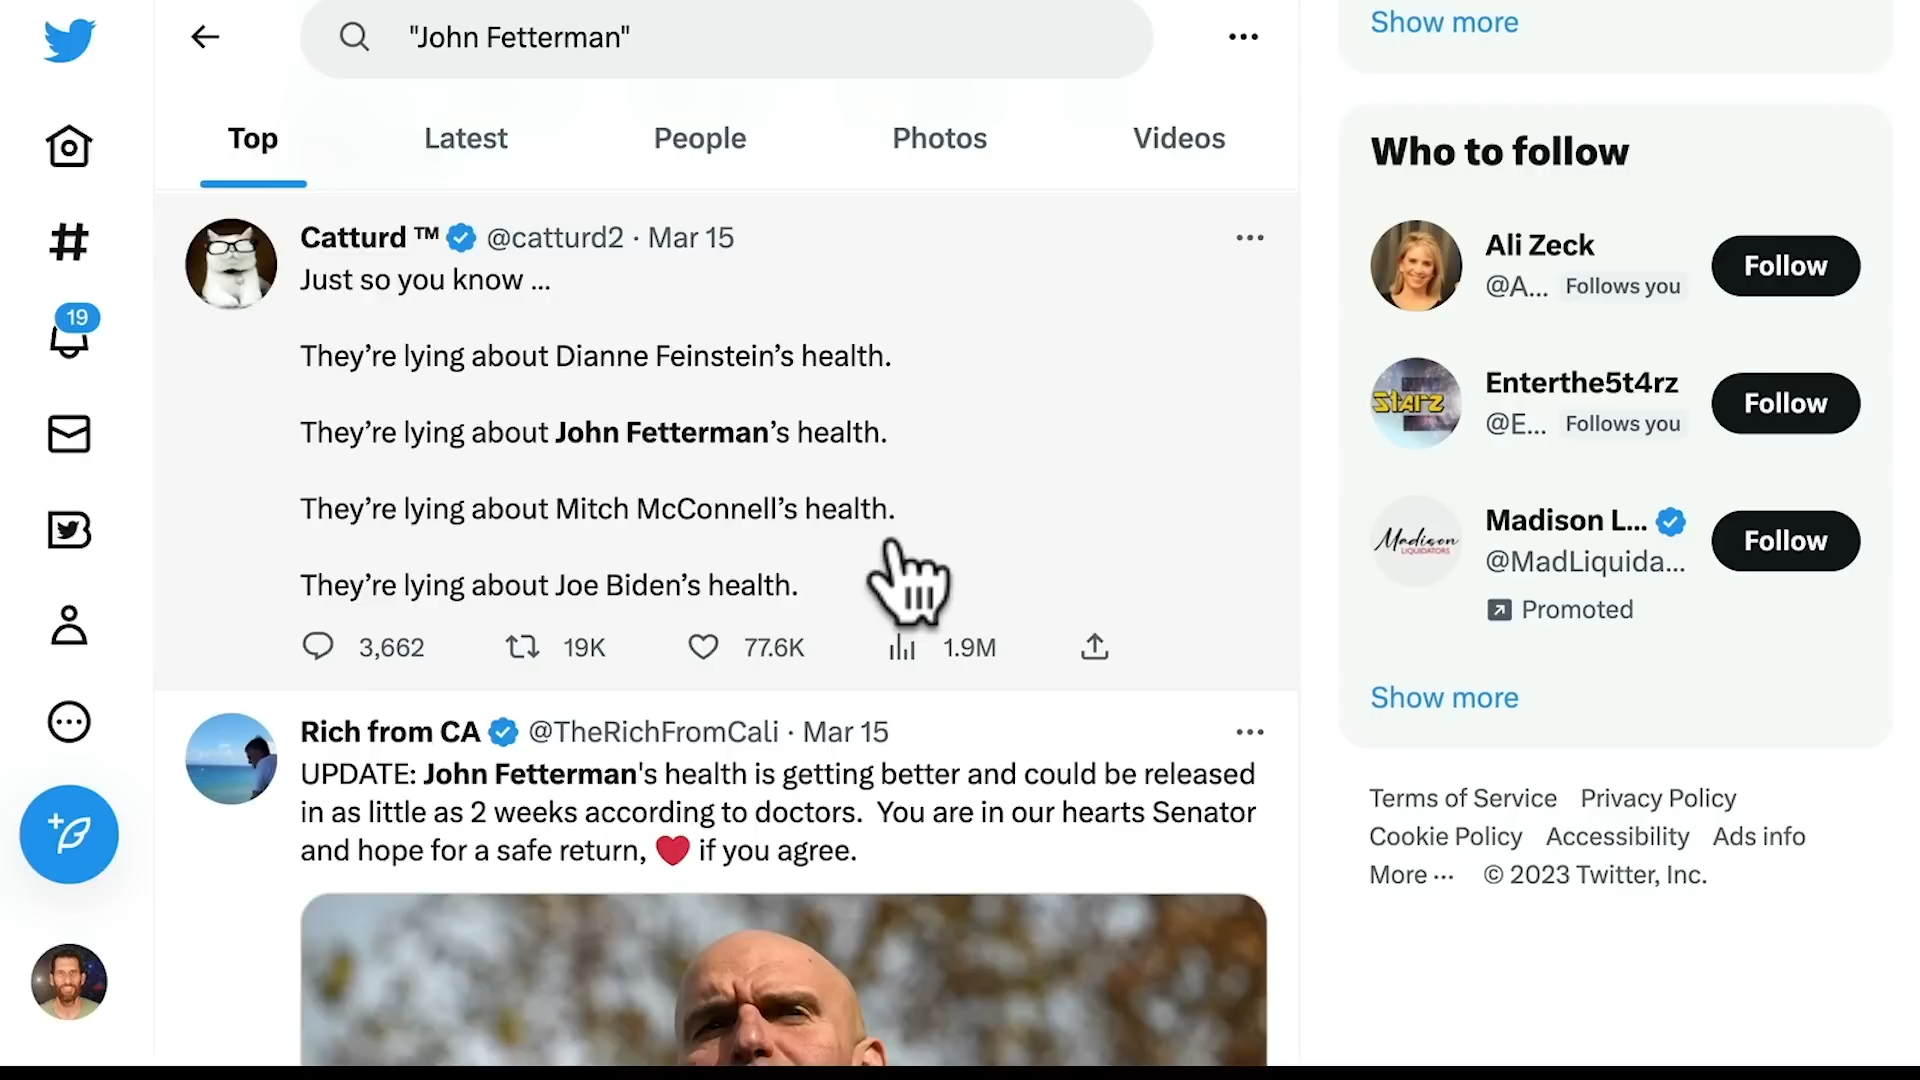 "John Fetterman"
Top
Latest
People
Photos
Videos
19
Catturd ™ @catturd2 · Mar 15
Just so you know ...
They're lying about Dianne Feinstein's health.
They're lying about John Fetterman's health.
They're lying about Mitch McConnell's health.
They're lying about Joe Biden's health.
3,662
19K
77.6K
1.9M
Rich from CA @TheRichFromCali · Mar 15
UPDATE: John Fetterman's health is getting better and could be released
in as little as 2 weeks according to doctors. You are in our hearts Senator
and hope for a safe return, ❤️ if you agree.
Show more
Who to follow
Ali Zeck
@A... Follows you
Follow
STARZ
Enterthe5t4rz
@E... Follows you
Follow
Madison
LIQUIDATORS
Madison L...
@MadLiquida...
Follow
Promoted
Show more
Terms of Service Privacy Policy
Cookie Policy Accessibility Ads info
More ··· © 2023 Twitter, Inc.